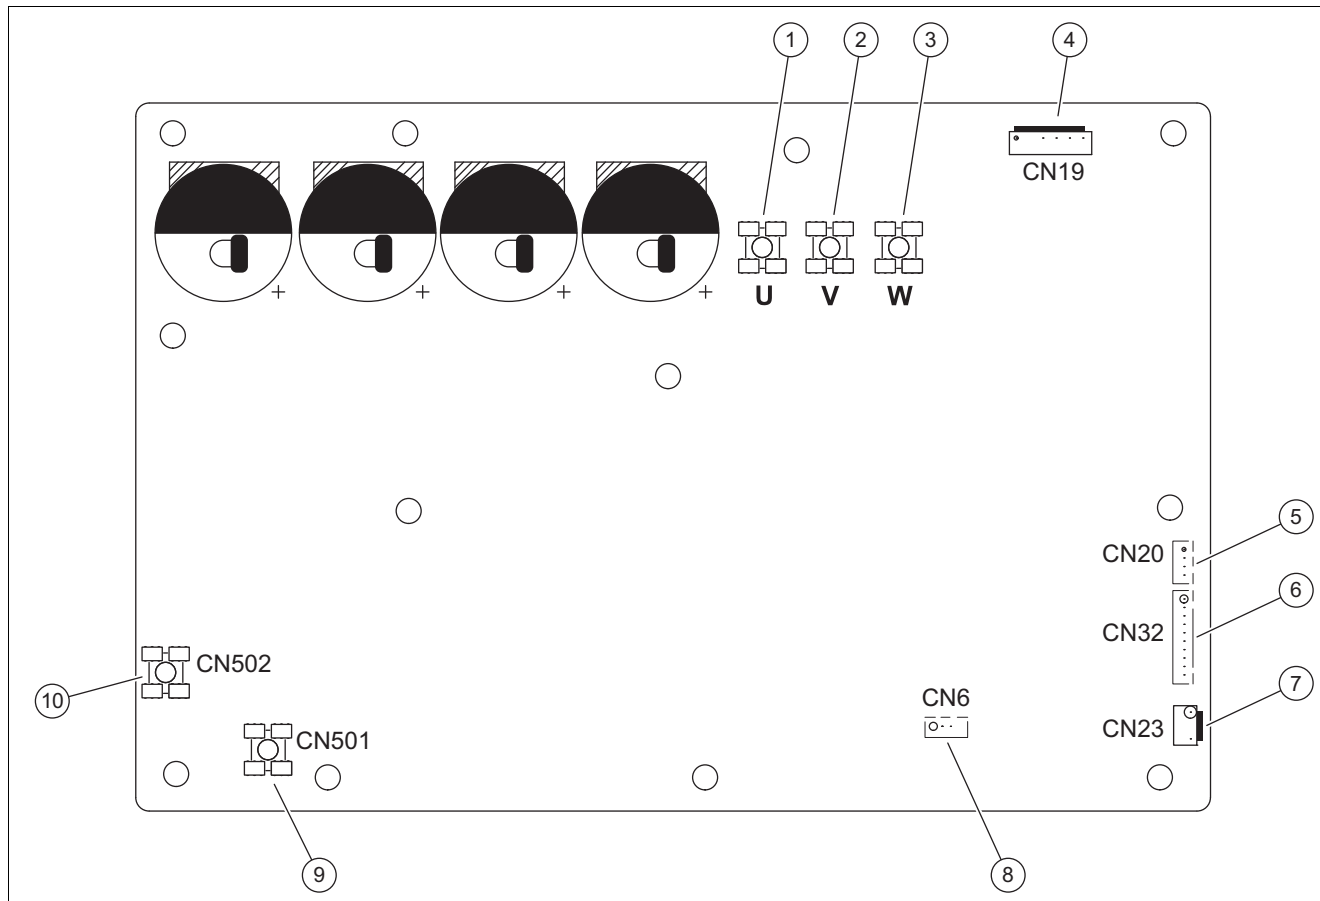 1 2 3 4
CN19
+ + + +
U V W
5
CN20
6
CN32
CN502
7
CN6
10
CN23
CN501
9 8